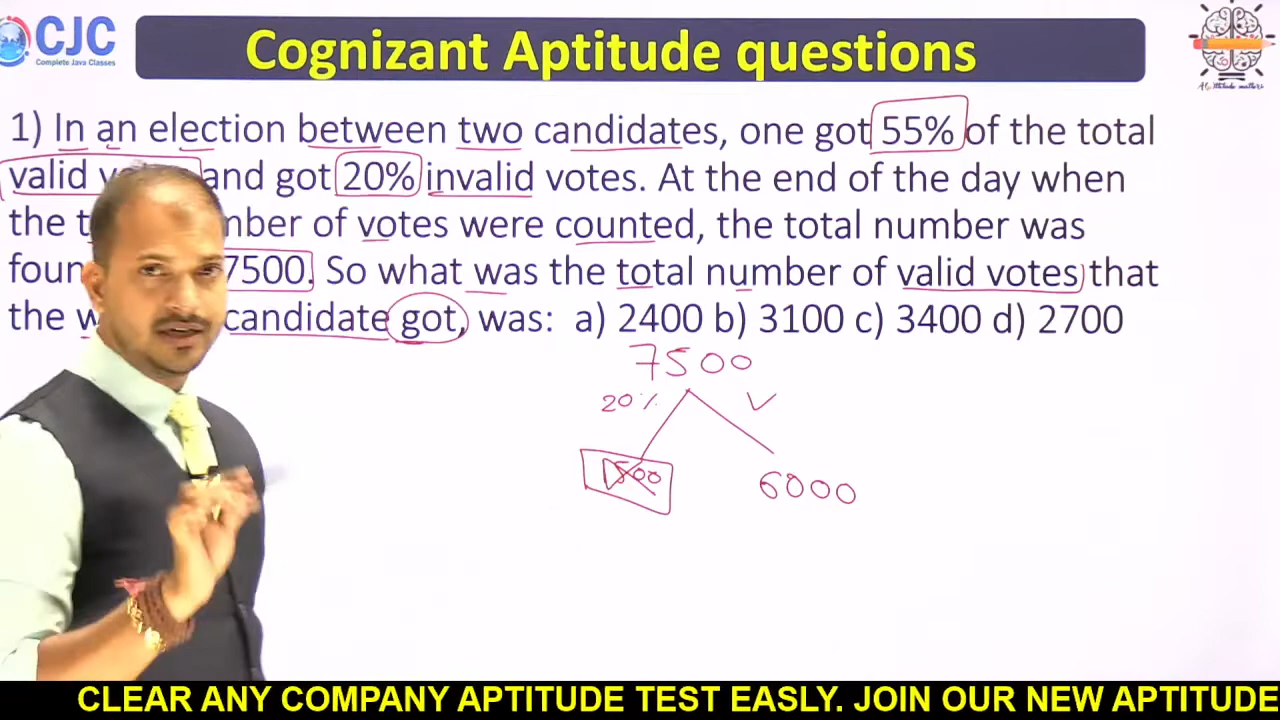 CJC
Complete Java Classes
Cognizant Aptitude questions
1) In an election between two candidates, one got 55% of the total
valid and got 20% invalid votes. At the end of the day when
the number of votes were counted, the total number was
7500. So what was the total number of valid votes that
the candidate got, was: a) 2400 b) 3100 c) 3400 d) 2700
7500
20%
1500
6000
CLEAR ANY COMPANY APTITUDE TEST EASLY. JOIN OUR NEW APTITUDE